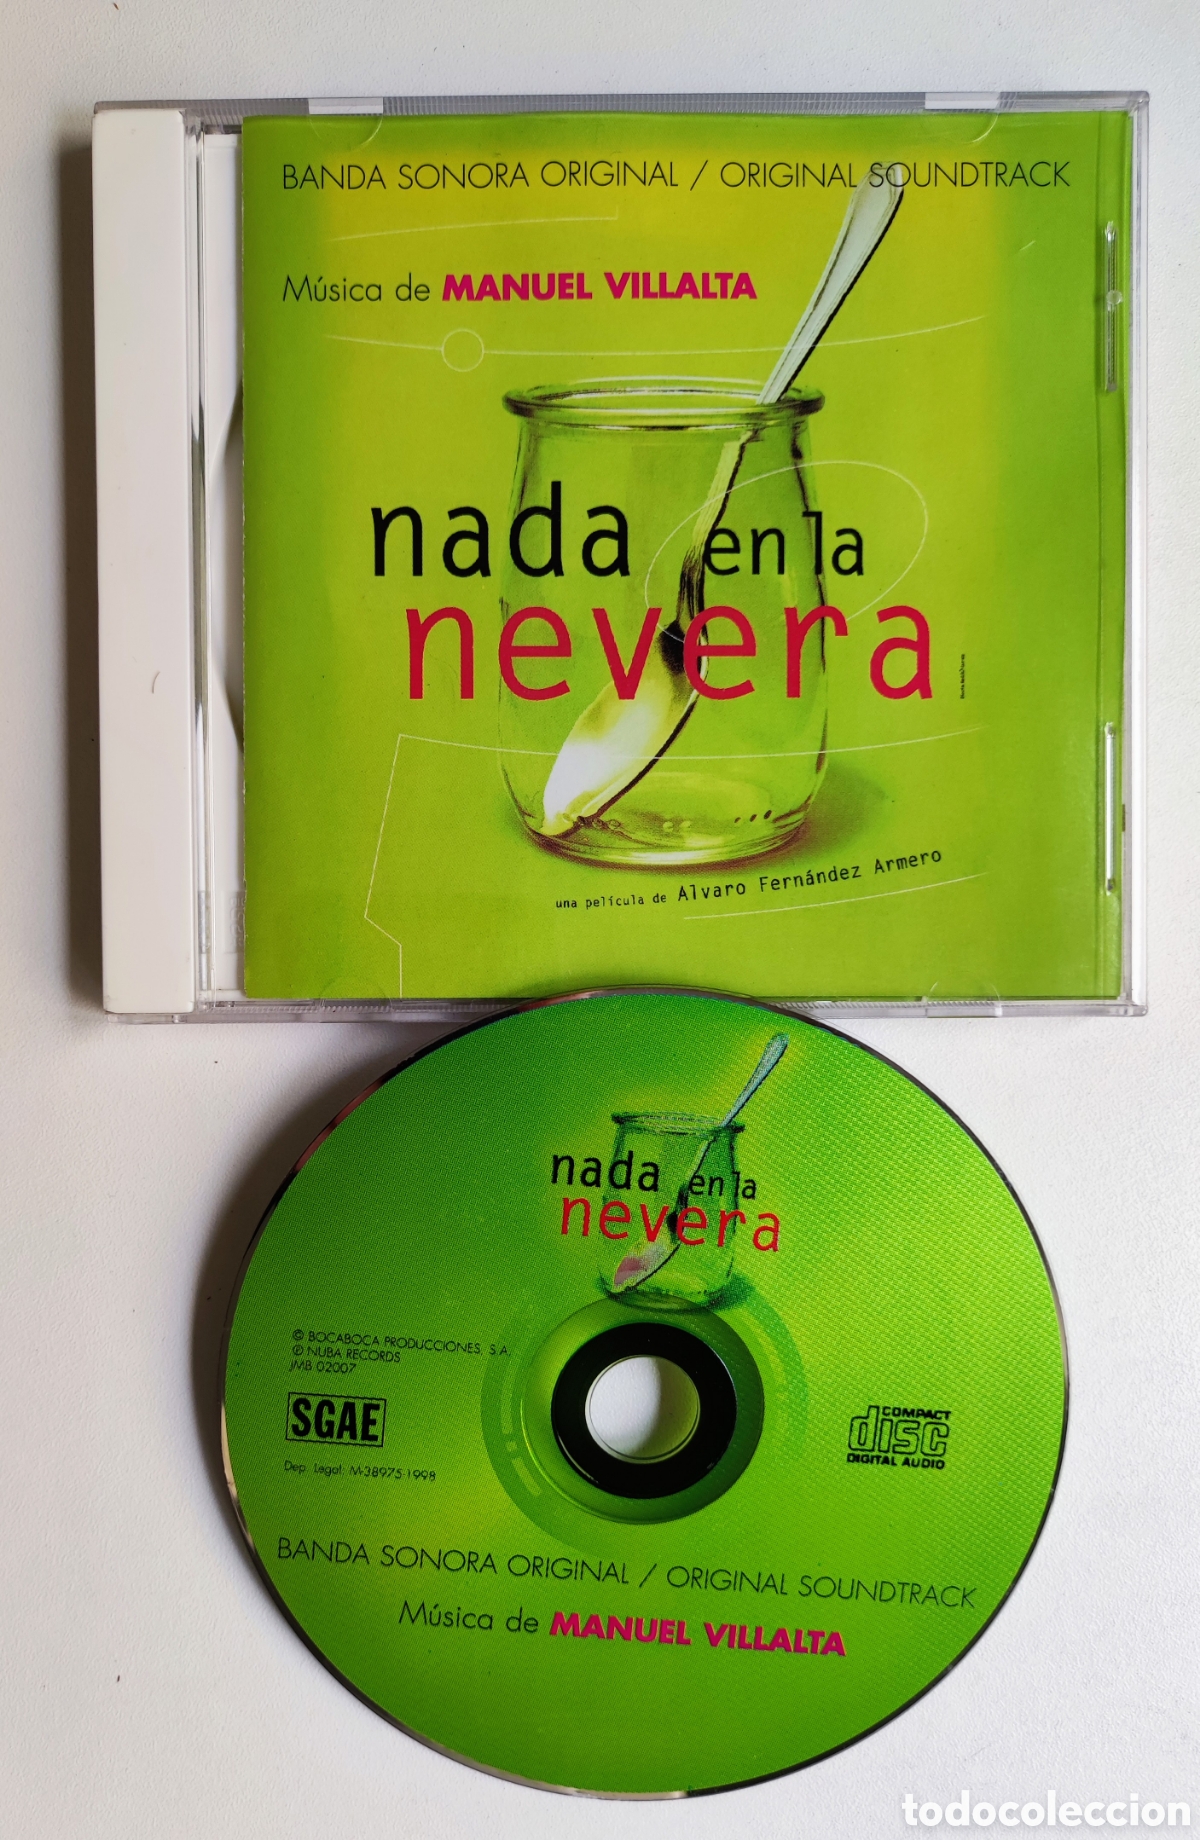 BANDA SONORA ORIGINAL / ORIGINAL SOUNDTRACK
Música de MANUEL VILLALTA
nada en la
nevera
una película de Alvaro Fernández Armero
nada en la
nevera
© BOCABOCA PRODUCCIONES, S.A.
℗ NUBA RECORDS
JMB 02007
SGAE
Dep. Legal: M-38975-1998
COMPACT
disc
DIGITAL AUDIO
BANDA SONORA ORIGINAL / ORIGINAL SOUNDTRACK
Música de MANUEL VILLALTA
todocoleccion